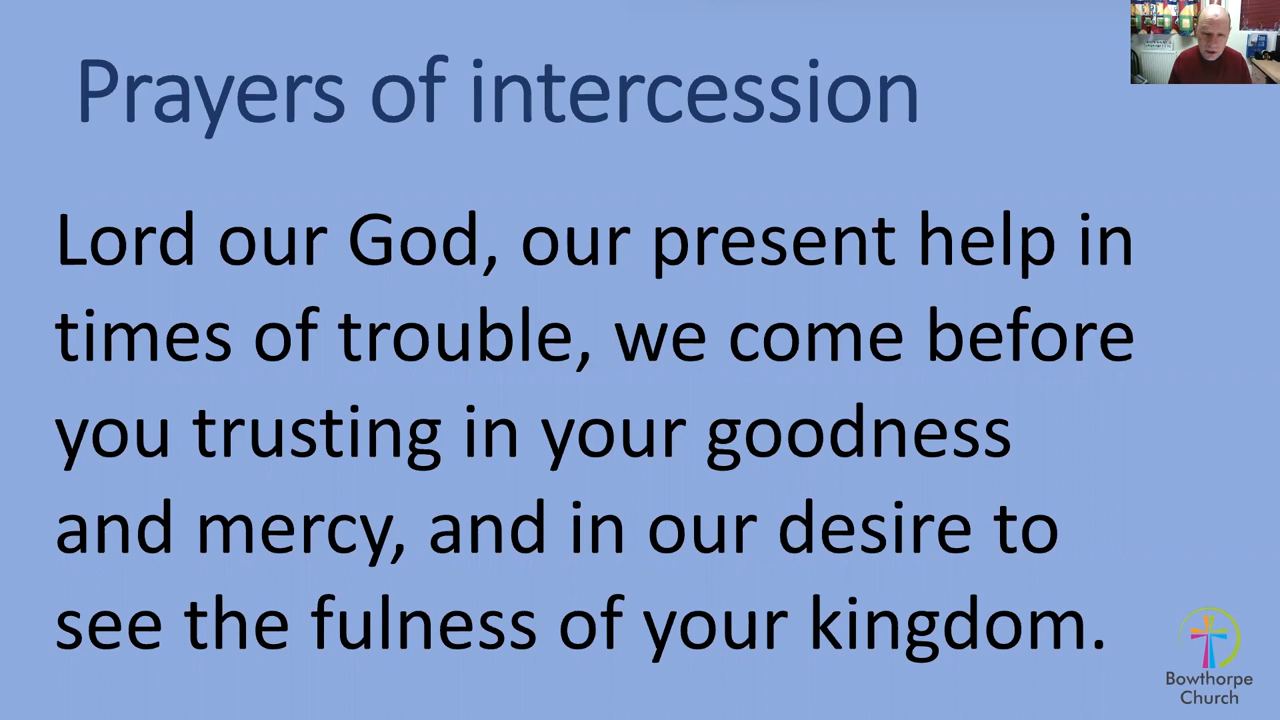 Prayers of intercession
Lord our God, our present help in
times of trouble, we come before
you trusting in your goodness
and mercy, and in our desire to
see the fulness of your kingdom.
Bowthorpe
Church